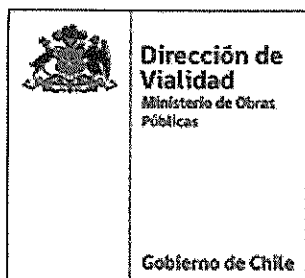 Dirección de
Vialidad
Ministerio de Obras
Públicas
Gobierno de Chile